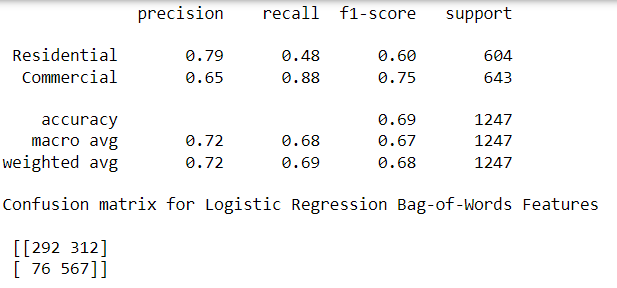 precision recall f1-score support
Residential 0.79 0.48 0.60 604
Commercial 0.65 0.88 0.75 643
accuracy 0.69 1247
macro avg 0.72 0.68 0.67 1247
weighted avg 0.72 0.69 0.68 1247
Confusion matrix for Logistic Regression Bag-of-Words Features
[[292 312]
[ 76 567]]